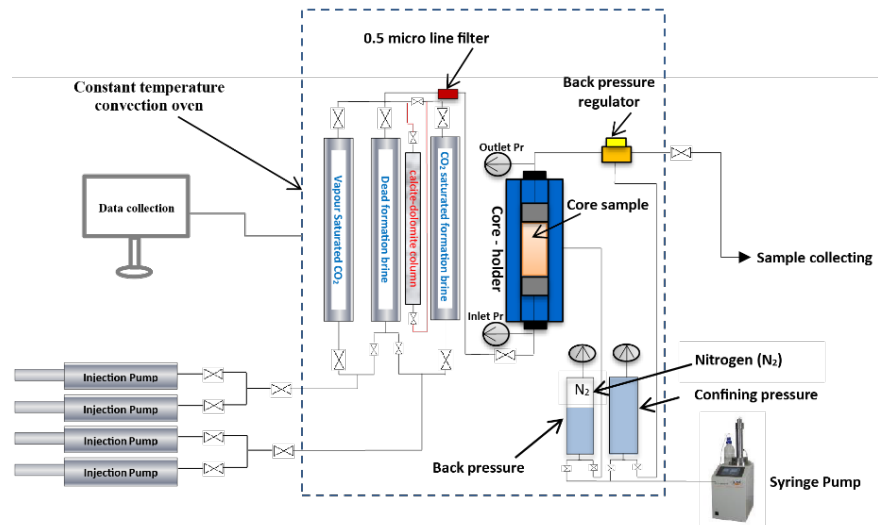 0.5 micro line filter
Constant temperature
convection oven
Back pressure
regulator
Outlet Pr
Data collection
Vapour Saturated CO₂
Dead formation brine
calcite-dolomite column
CO₂ saturated formation brine
Core - holder
Core sample
Sample collecting
Inlet Pr
Injection Pump
Injection Pump
Injection Pump
Injection Pump
Nitrogen (N₂)
N₂
Confining pressure
Back pressure
Syringe Pump